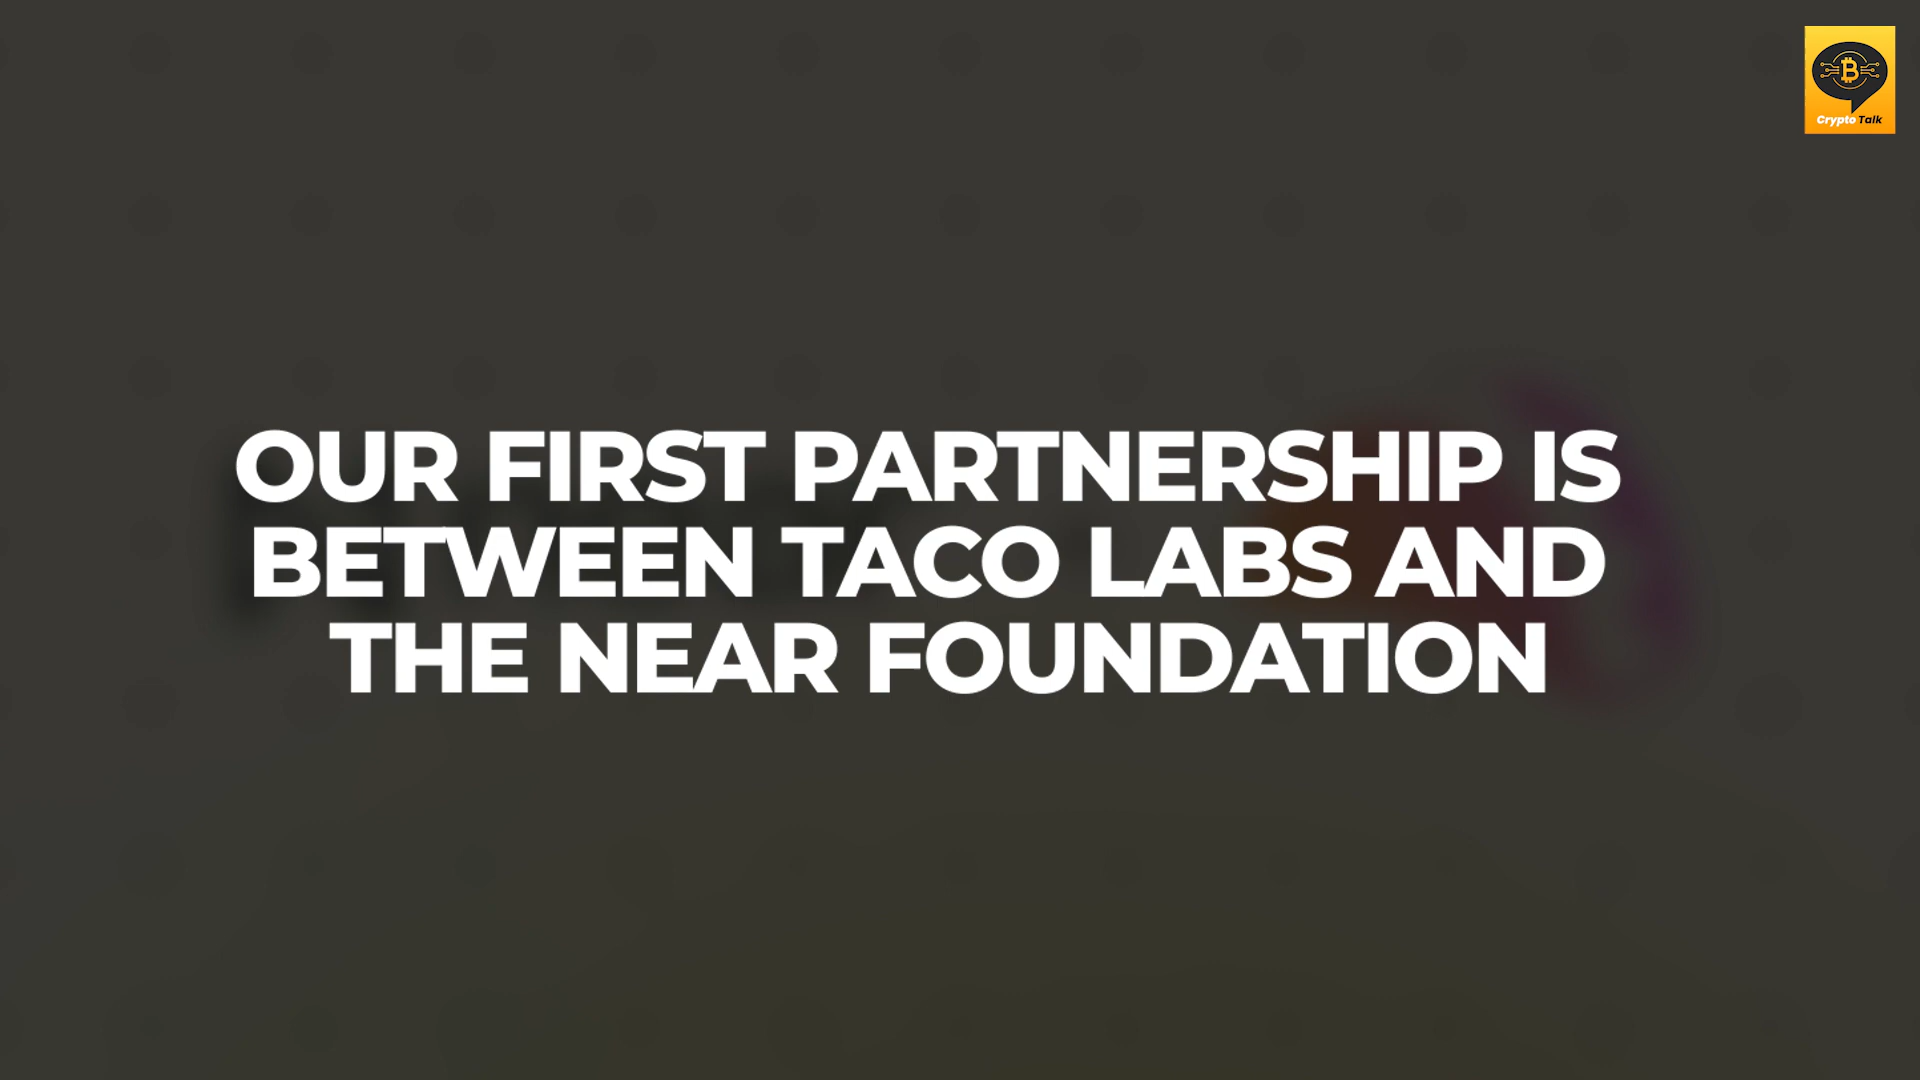 Crypto Talk
OUR FIRST PARTNERSHIP IS
BETWEEN TACO LABS AND
THE NEAR FOUNDATION